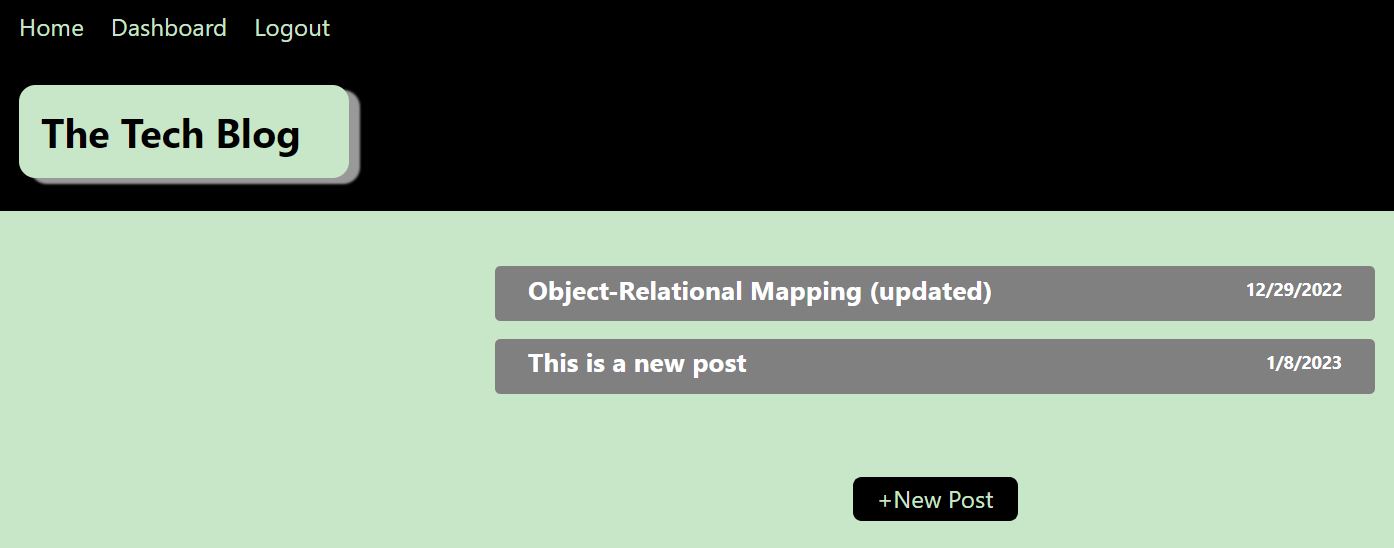 Home Dashboard Logout
The Tech Blog
Object-Relational Mapping (updated) 12/29/2022
This is a new post 1/8/2023
+New Post